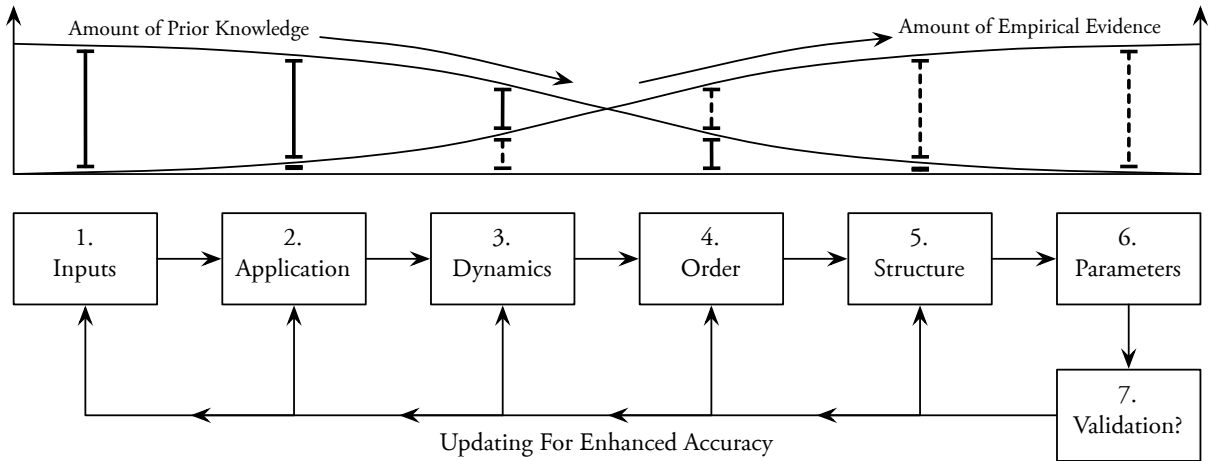 Amount of Prior Knowledge
Amount of Empirical Evidence
1.
Inputs
2.
Application
3.
Dynamics
4.
Order
5.
Structure
6.
Parameters
7.
Validation?
Updating For Enhanced Accuracy